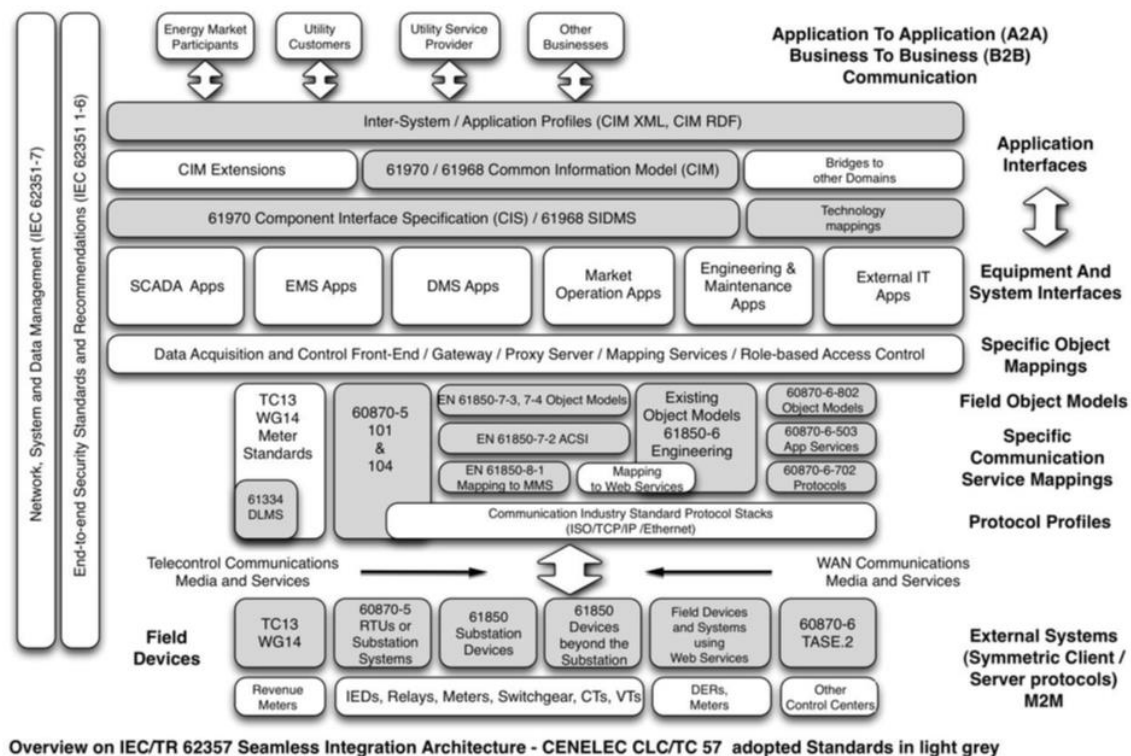 Energy Market
Participants
Utility
Customers
Utility Service
Provider
Other
Businesses
Application To Application (A2A)
Business To Business (B2B)
Communication
Network, System and Data Management (IEC 62351-7)
End-to-end Security Standards and Recommendations (IEC 62351 1-6)
Inter-System / Application Profiles (CIM XML, CIM RDF)
CIM Extensions
61970 / 61968 Common Information Model (CIM)
Bridges to
other Domains
Application
Interfaces
61970 Component Interface Specification (CIS) / 61968 SIDMS
Technology
mappings
SCADA Apps
EMS Apps
DMS Apps
Market
Operation Apps
Engineering &
Maintenance
Apps
External IT
Apps
Equipment And
System Interfaces
Data Acquisition and Control Front-End / Gateway / Proxy Server / Mapping Services / Role-based Access Control
Specific Object
Mappings
TC13
WG14
Meter
Standards
61334
DLMS
60870-5
101
&
104
EN 61850-7-3, 7-4 Object Models
EN 61850-7-2 ACSI
EN 61850-8-1
Mapping to MMS
Existing
Object Models
61850-6
Engineering
Mapping
to Web Services
60870-6-802
Object Models
60870-6-503
App Services
60870-6-702
Protocols
Field Object Models
Specific
Communication
Service Mappings
Communication Industry Standard Protocol Stacks
(ISO/TCP/IP /Ethernet)
Protocol Profiles
Telecontrol Communications
Media and Services
WAN Communications
Media and Services
Field
Devices
TC13
WG14
60870-5
RTUs or
Substation
Systems
61850
Substation
Devices
61850
Devices
beyond the
Substation
Field Devices
and Systems
using
Web Services
60870-6
TASE.2
External Systems
(Symmetric Client /
Server protocols)
M2M
Revenue
Meters
IEDs, Relays, Meters, Switchgear, CTs, VTs
DERs,
Meters
Other
Control Centers
Overview on IEC/TR 62357 Seamless Integration Architecture - CENELEC CLC/TC 57 adopted Standards in light grey